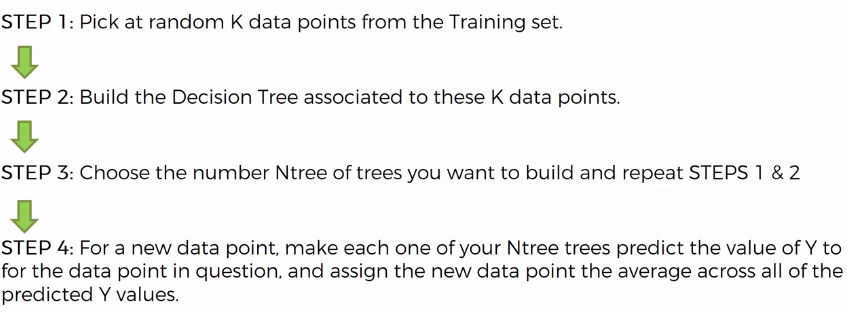 STEP 1: Pick at random K data points from the Training set.
STEP 2: Build the Decision Tree associated to these K data points.
STEP 3: Choose the number Ntree of trees you want to build and repeat STEPS 1 & 2
STEP 4: For a new data point, make each one of your Ntree trees predict the value of Y to
for the data point in question, and assign the new data point the average across all of the
predicted Y values.